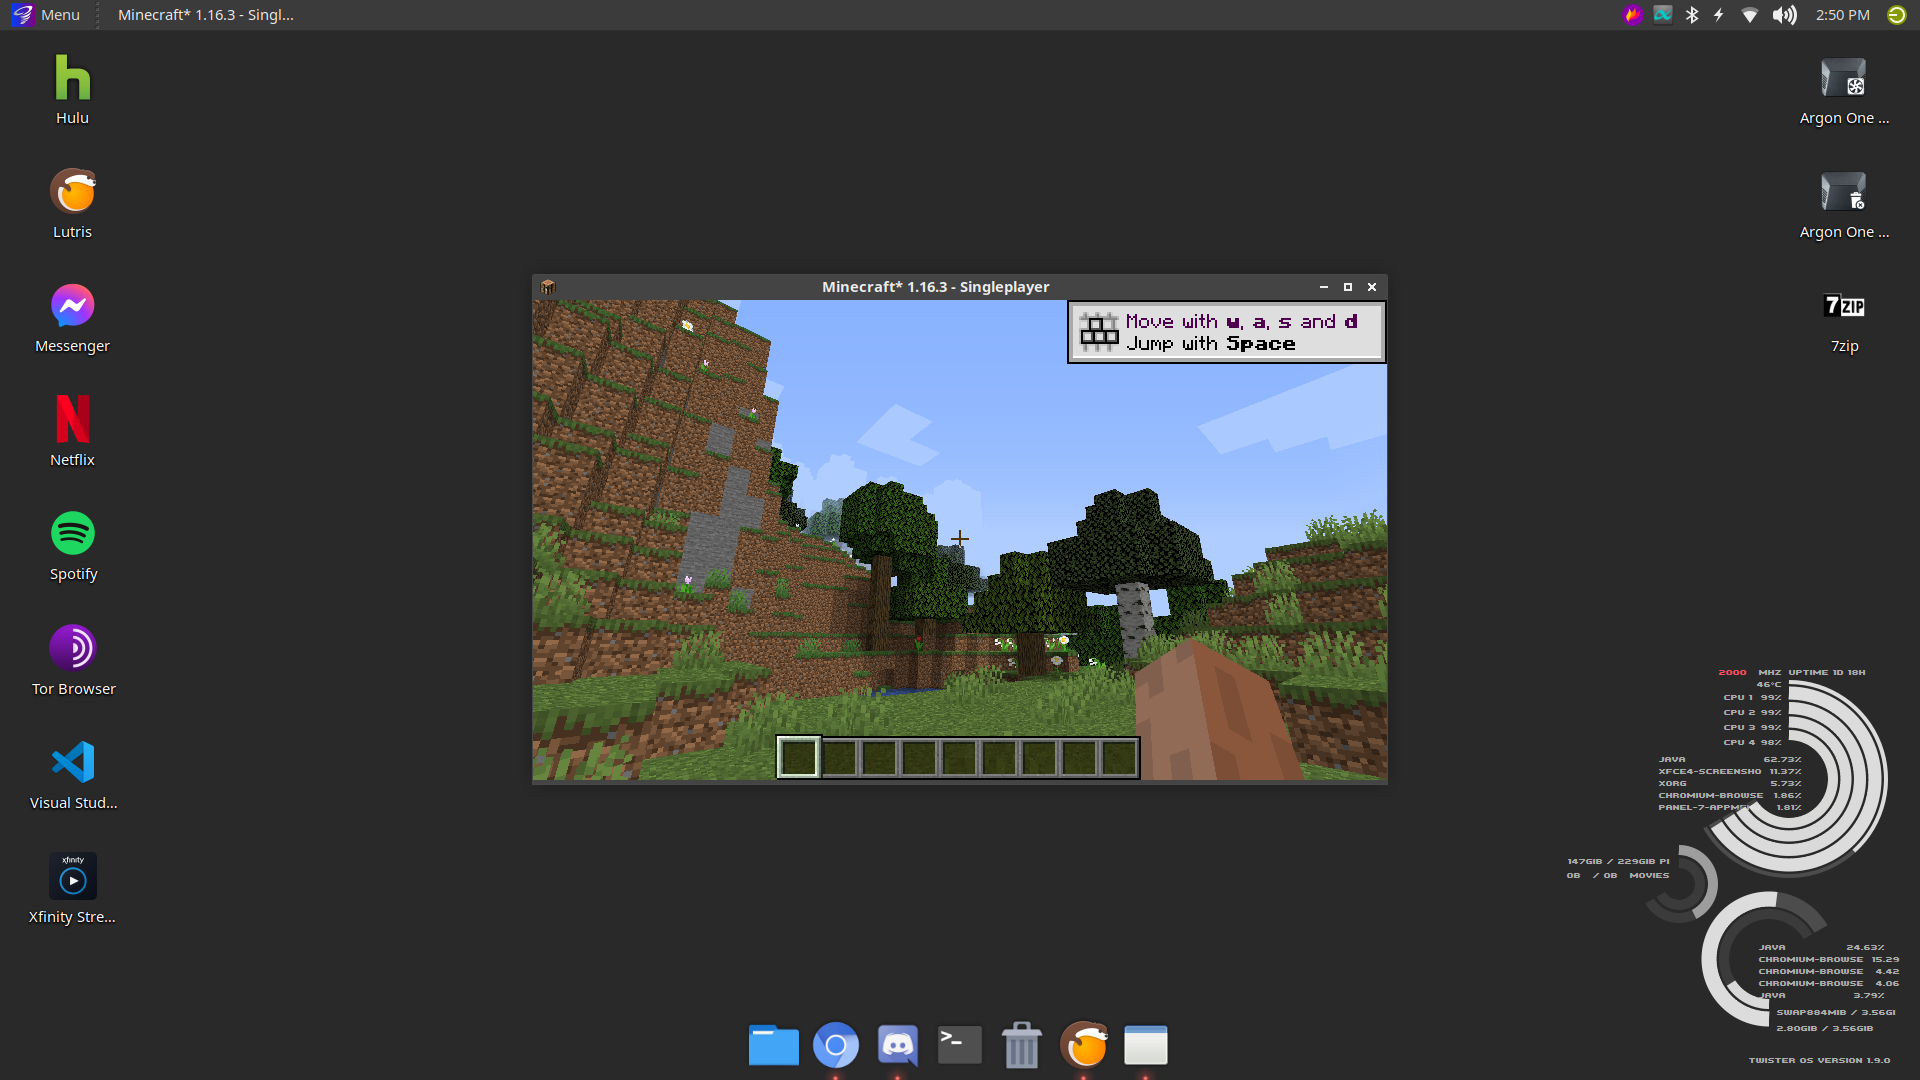 Menu
Minecraft* 1.16.3 - Singl...
2:50 PM
Hulu
Lutris
Messenger
Netflix
Spotify
Tor Browser
Visual Stud...
xfinity
Xfinity Stre...
Argon One ...
Argon One ...
7ZIP
7zip
Minecraft* 1.16.3 - Singleplayer
Move with w, a, s and d
Jump with Space
2000 MHZ UPTIME 1D 18H
46°C
CPU 1 99%
CPU 2 99%
CPU 3 99%
CPU 4 98%
JAVA 62.73%
XFCE4-SCREENSHO 11.37%
XORG 5.73%
CHROMIUM-BROWSE 1.86%
PANEL-7-APPME 1.81%
147GIB / 229GIB PI
0B / 0B MOVIES
JAVA 24.63%
CHROMIUM-BROWSE 15.29
CHROMIUM-BROWSE 4.42
CHROMIUM-BROWSE 4.06
JAVA 3.79%
SWAP884MIB / 3.56GI
2.80GIB / 3.56GIB
TWISTER OS VERSION 1.9.0